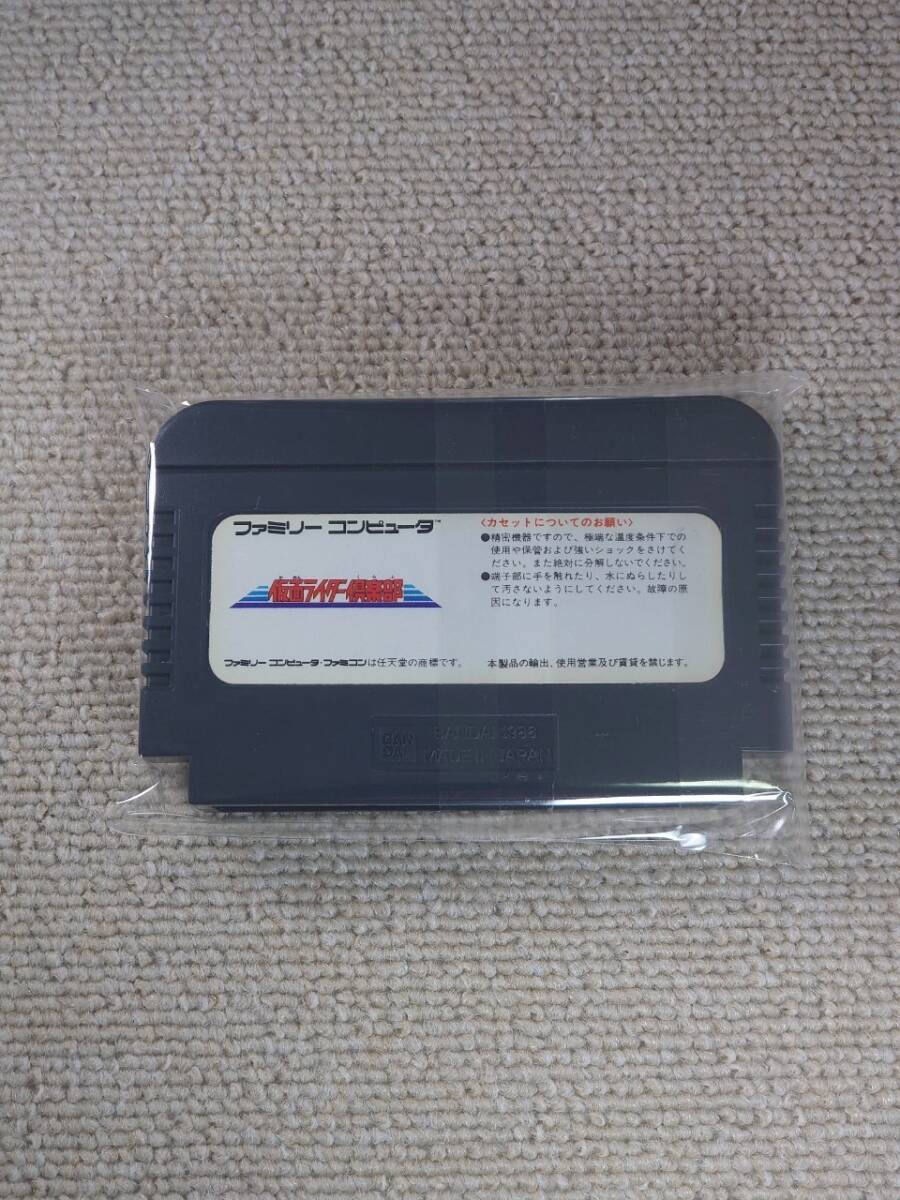 ファミリー コンピュータ™
仮面ライダー倶楽部
〈カセットについてのお願い〉
●精密機器ですので、極端な温度条件下での
使用や保管および強いショックをさけてく
ださい。また絶対に分解しないでください。
●端子部に手を触れたり、水にぬらしたりし
て汚さないようにしてください。故障の原
因になります。
ファミリー コンピュータ・ファミコンは任天堂の商標です。
本製品の輸出、使用営業及び賃貸を禁じます。
BAN
DAI
BANDAI 1988
MADE IN JAPAN